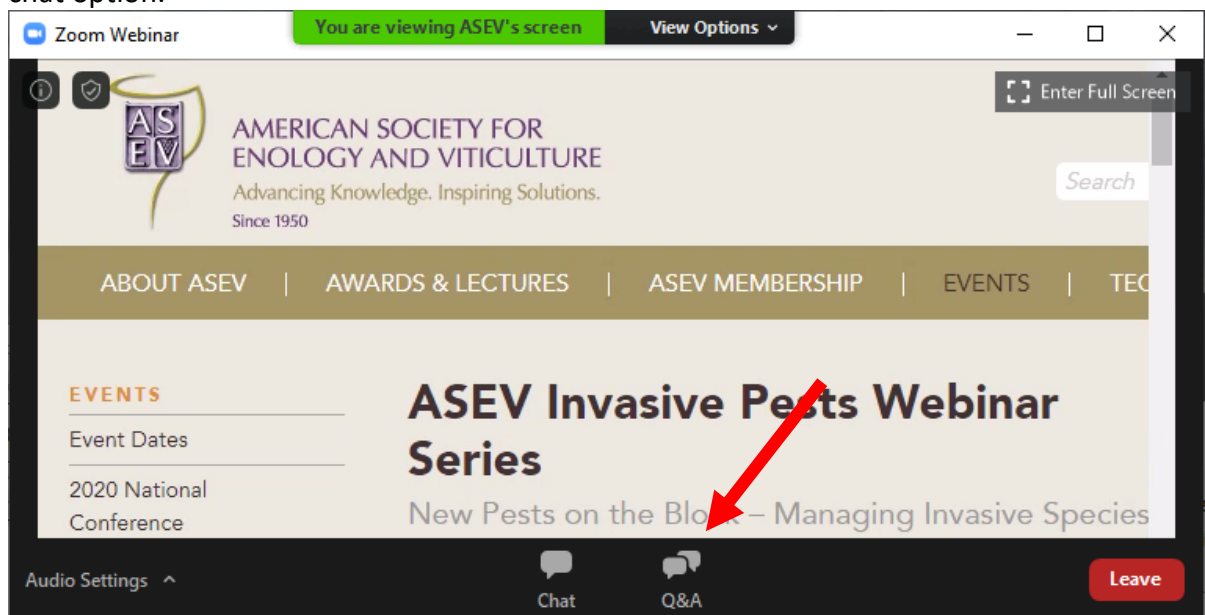 chat option.
Zoom Webinar
You are viewing ASEV's screen
View Options
Enter Full Screen
AS
EV
AMERICAN SOCIETY FOR
ENOLOGY AND VITICULTURE
Advancing Knowledge. Inspiring Solutions.
Since 1950
Search
ABOUT ASEV | AWARDS & LECTURES | ASEV MEMBERSHIP | EVENTS | TEC
EVENTS
Event Dates
2020 National
Conference
ASEV Invasive Pests Webinar
Series
New Pests on the Block – Managing Invasive Species
Audio Settings
Chat
Q&A
Leave